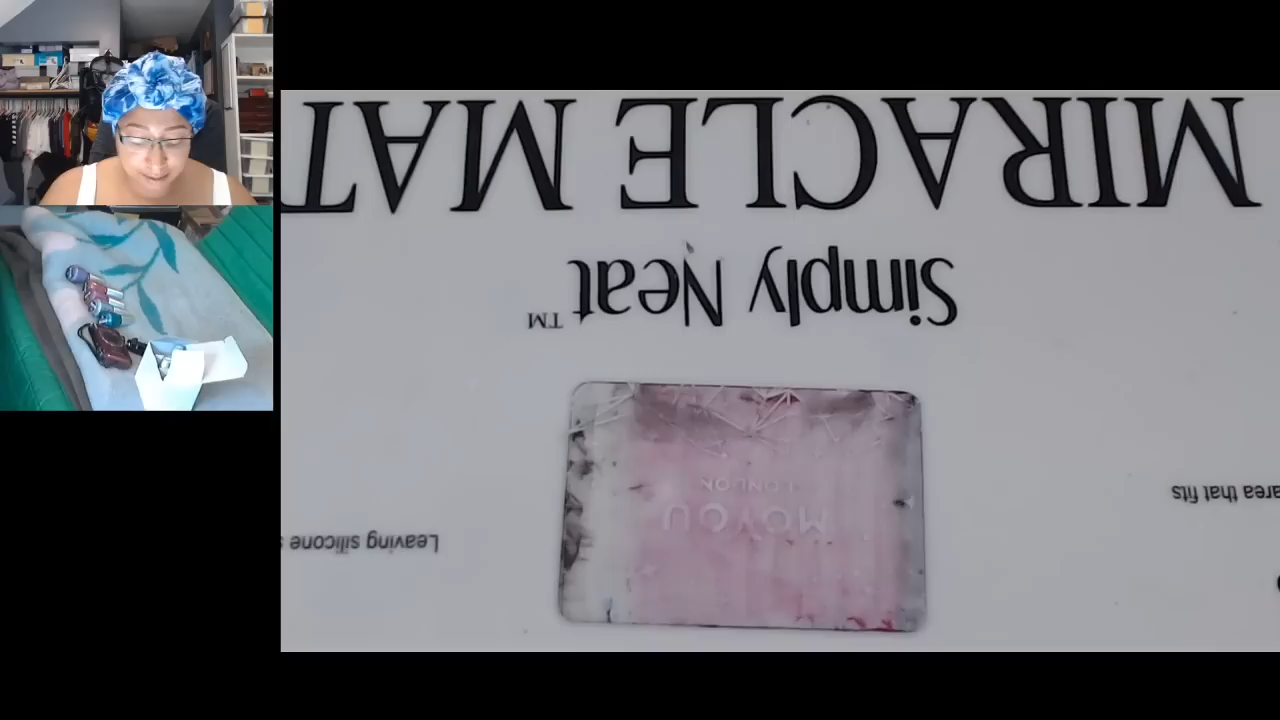 MIRACLE MAT
Simply Neat™
MOYOU
LONDON
area that fits
Leaving silicone